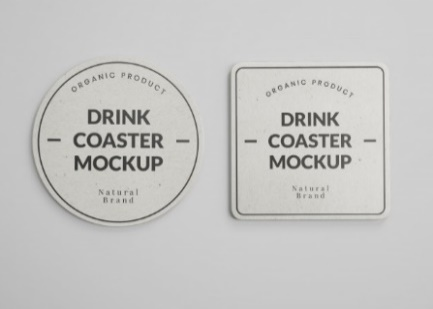 ORGANIC PRODUCT
DRINK
— COASTER —
MOCKUP
Natural
Brand
ORGANIC PRODUCT
DRINK
— COASTER —
MOCKUP
Natural
Brand